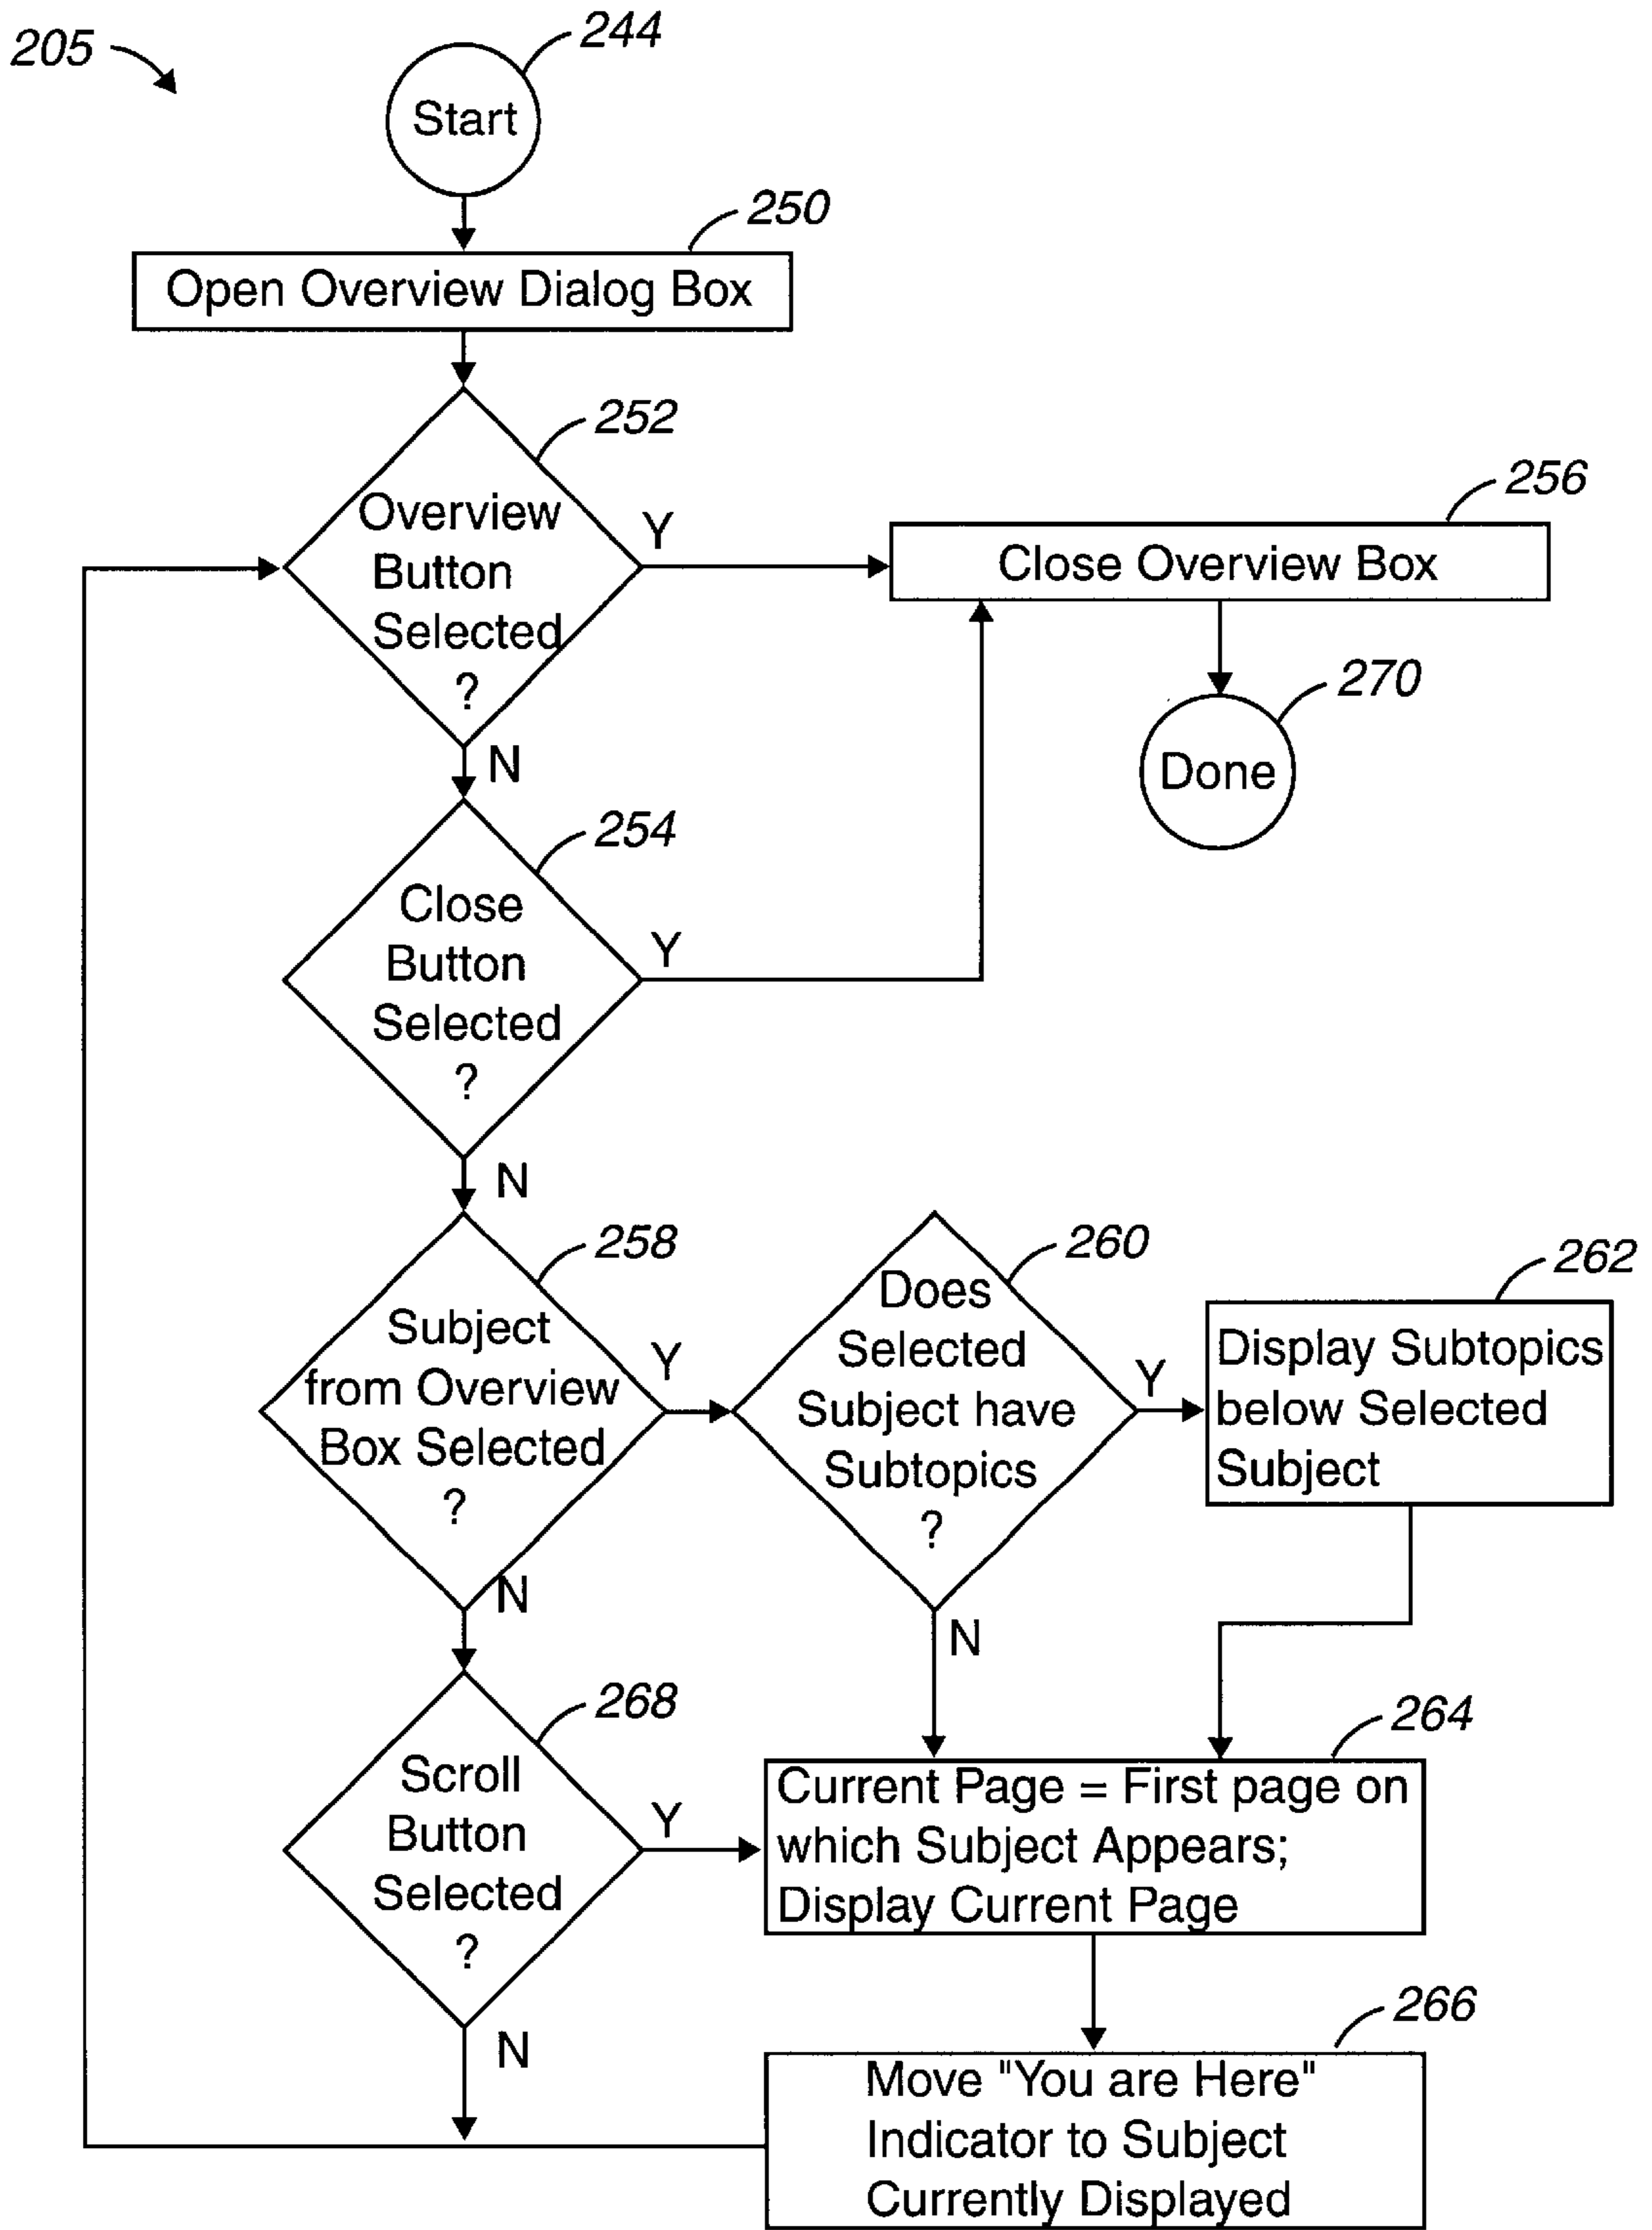 205
244
Start
250
Open Overview Dialog Box
252
Overview
Button
Selected
?
Y
N
256
Close Overview Box
270
Done
254
Close
Button
Selected
?
Y
N
258
Subject
from Overview
Box Selected
?
Y
N
260
Does
Selected
Subject have
Subtopics
?
Y
N
262
Display Subtopics
below Selected
Subject
268
Scroll
Button
Selected
?
Y
N
264
Current Page = First page on
which Subject Appears;
Display Current Page
266
Move "You are Here"
Indicator to Subject
Currently Displayed